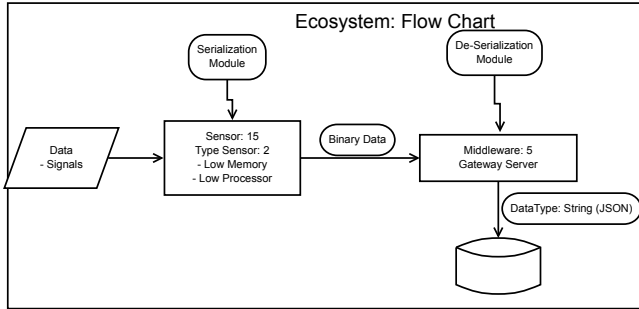 Ecosystem: Flow Chart
Serialization
Module
De-Serialization
Module
Data
- Signals
Sensor: 15
Type Sensor: 2
- Low Memory
- Low Processor
Binary Data
Middleware: 5
Gateway Server
DataType: String (JSON)